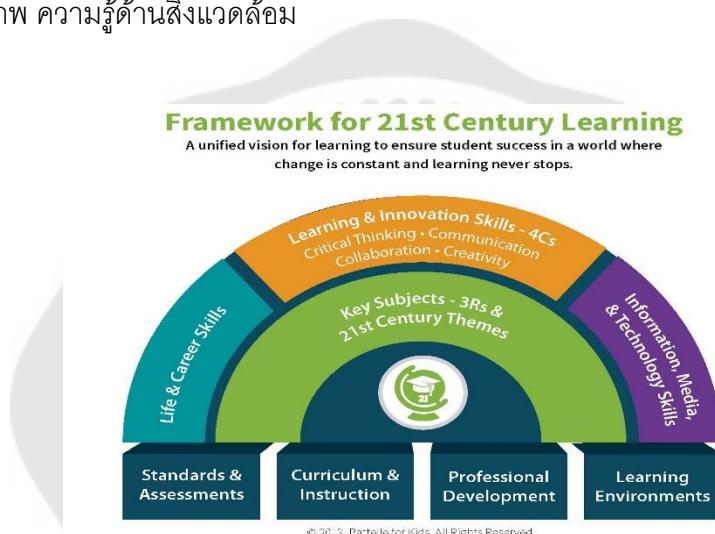 ความรู้ด้านสิ่งแวดล้อม
Framework for 21st Century Learning
A unified vision for learning to ensure student success in a world where
change is constant and learning never stops.
Learning & Innovation Skills - 4Cs
Critical Thinking • Communication
Collaboration • Creativity
Key Subjects - 3Rs &
21st Century Themes
Life & Career Skills
Information, Media,
& Technology Skills
21
Standards &
Assessments
Curriculum &
Instruction
Professional
Development
Learning
Environments
Battelle for Kids. All Rights Reserved